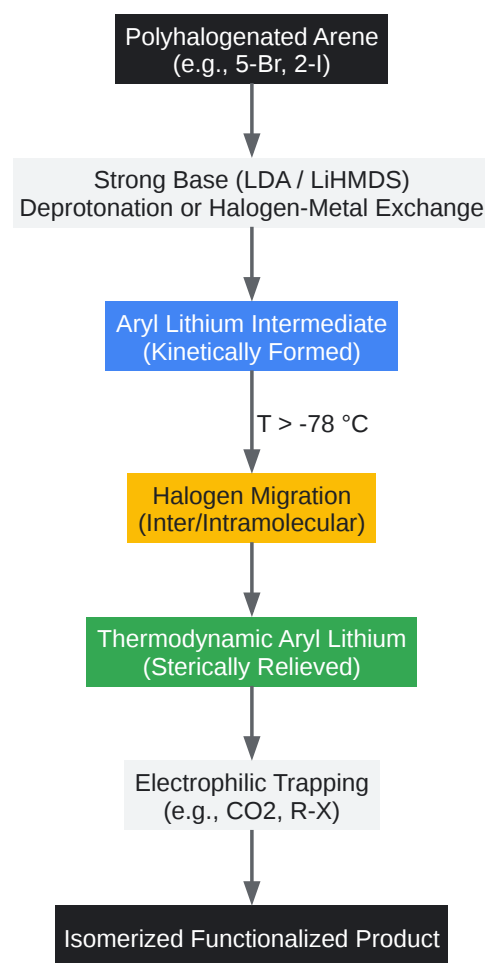 Polyhalogenated Arene
(e.g., 5-Br, 2-I)
Strong Base (LDA / LiHMDS)
Deprotonation or Halogen-Metal Exchange
Aryl Lithium Intermediate
(Kinetically Formed)
T > -78 °C
Halogen Migration
(Inter/Intramolecular)
Thermodynamic Aryl Lithium
(Sterically Relieved)
Electrophilic Trapping
(e.g., CO2, R-X)
Isomerized Functionalized Product